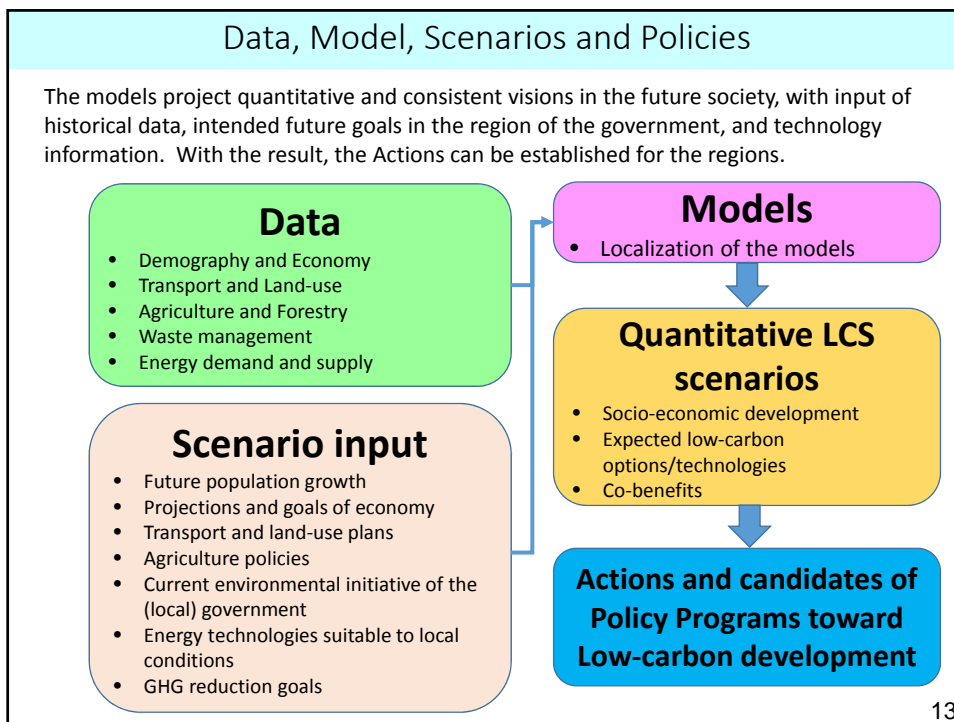 Data, Model, Scenarios and Policies
The models project quantitative and consistent visions in the future society, with input of
historical data, intended future goals in the region of the government, and technology
information. With the result, the Actions can be established for the regions.
Data
• Demography and Economy
• Transport and Land-use
• Agriculture and Forestry
• Waste management
• Energy demand and supply
Scenario input
• Future population growth
• Projections and goals of economy
• Transport and land-use plans
• Agriculture policies
• Current environmental initiative of the
(local) government
• Energy technologies suitable to local
conditions
• GHG reduction goals
Models
• Localization of the models
Quantitative LCS
scenarios
• Socio-economic development
• Expected low-carbon
options/technologies
• Co-benefits
Actions and candidates of
Policy Programs toward
Low-carbon development
13